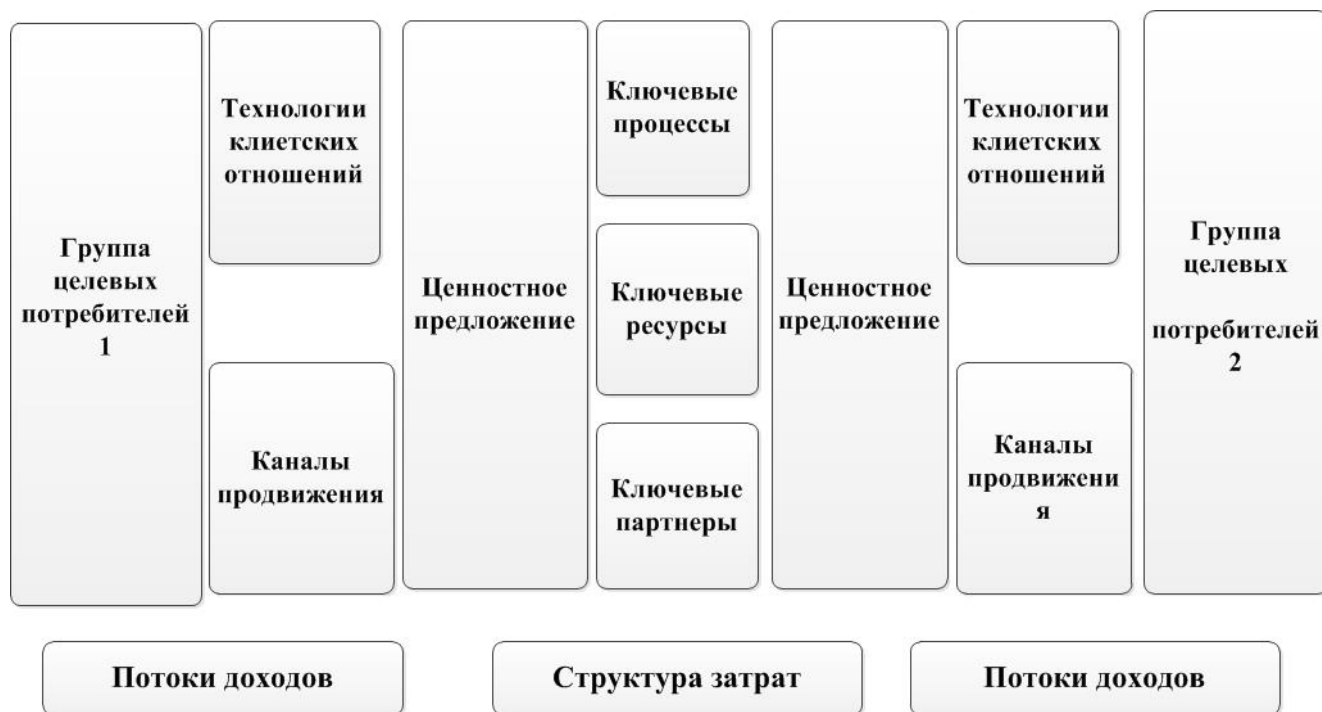 Группа
целевых
потребителей
1
Технологии
клиетских
отношений
Каналы
продвижения
Ценностное
предложение
Ключевые
процессы
Ключевые
ресурсы
Ключевые
партнеры
Ценностное
предложение
Технологии
клиетских
отношений
Каналы
продвижени
я
Группа
целевых
потребителей
2
Потоки доходов
Структура затрат
Потоки доходов